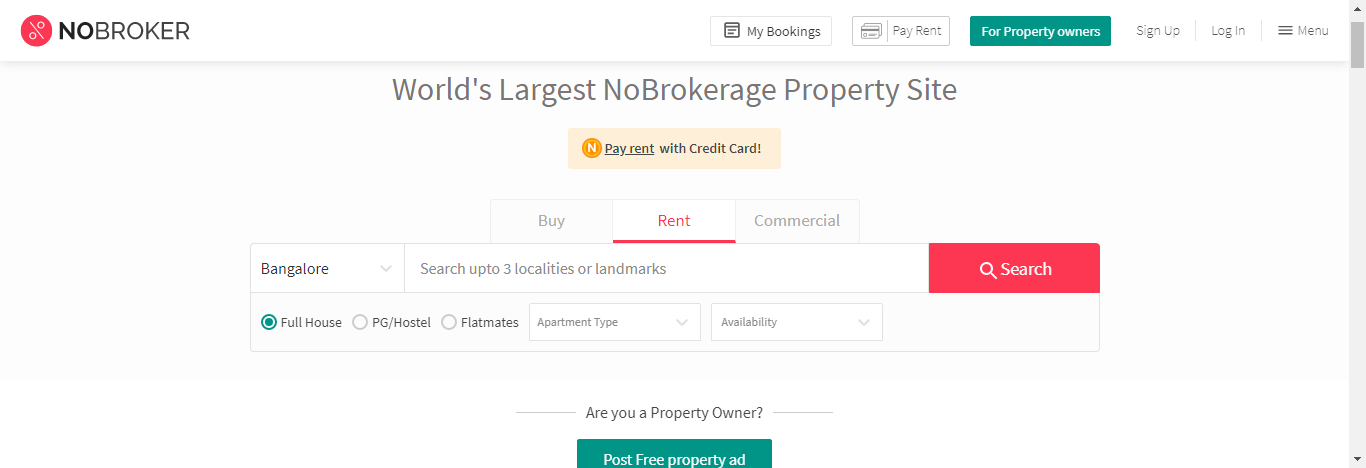 NOBROKER My Bookings Pay Rent For Property owners Sign Up Log In Menu
World's Largest NoBrokerage Property Site
N Pay rent with Credit Card!
Buy Rent Commercial
Bangalore Search upto 3 localities or landmarks Search
Full House PG/Hostel Flatmates Apartment Type Availability
Are you a Property Owner?
Post Free property ad